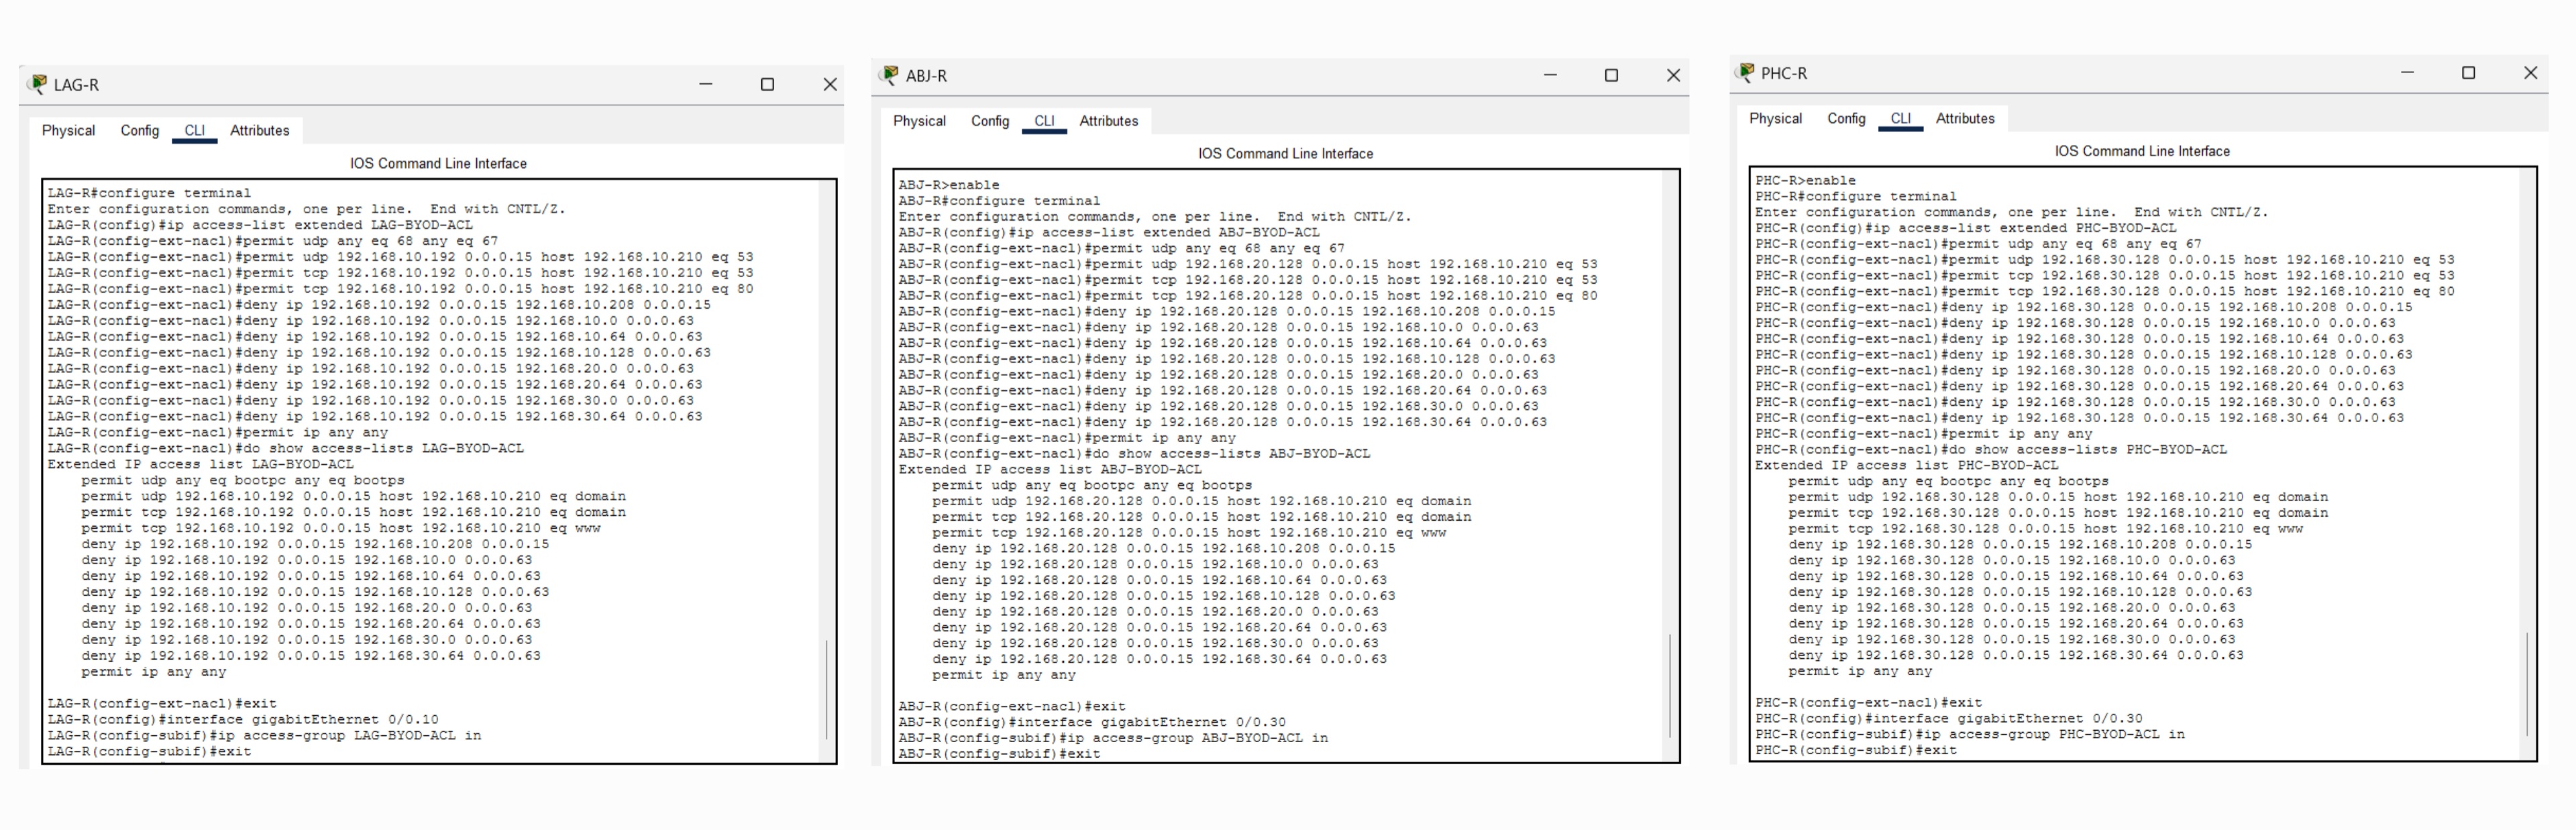 LAG-R
Physical Config CLI Attributes
IOS Command Line Interface
LAG-R#configure terminal
Enter configuration commands, one per line.  End with CNTL/Z.
LAG-R(config)#ip access-list extended LAG-BYOD-ACL
LAG-R(config-ext-nacl)#permit udp any eq 68 any eq 67
LAG-R(config-ext-nacl)#permit udp 192.168.10.192 0.0.0.15 host 192.168.10.210 eq 53
LAG-R(config-ext-nacl)#permit tcp 192.168.10.192 0.0.0.15 host 192.168.10.210 eq 53
LAG-R(config-ext-nacl)#permit tcp 192.168.10.192 0.0.0.15 host 192.168.10.210 eq 80
LAG-R(config-ext-nacl)#deny ip 192.168.10.192 0.0.0.15 192.168.10.208 0.0.0.15
LAG-R(config-ext-nacl)#deny ip 192.168.10.192 0.0.0.15 192.168.10.0 0.0.0.63
LAG-R(config-ext-nacl)#deny ip 192.168.10.192 0.0.0.15 192.168.10.64 0.0.0.63
LAG-R(config-ext-nacl)#deny ip 192.168.10.192 0.0.0.15 192.168.10.128 0.0.0.63
LAG-R(config-ext-nacl)#deny ip 192.168.10.192 0.0.0.15 192.168.20.0 0.0.0.63
LAG-R(config-ext-nacl)#deny ip 192.168.10.192 0.0.0.15 192.168.20.64 0.0.0.63
LAG-R(config-ext-nacl)#deny ip 192.168.10.192 0.0.0.15 192.168.30.0 0.0.0.63
LAG-R(config-ext-nacl)#deny ip 192.168.10.192 0.0.0.15 192.168.30.64 0.0.0.63
LAG-R(config-ext-nacl)#permit ip any any
LAG-R(config-ext-nacl)#do show access-lists LAG-BYOD-ACL
Extended IP access list LAG-BYOD-ACL
permit udp any eq bootpc any eq bootps
permit udp 192.168.10.192 0.0.0.15 host 192.168.10.210 eq domain
permit tcp 192.168.10.192 0.0.0.15 host 192.168.10.210 eq domain
permit tcp 192.168.10.192 0.0.0.15 host 192.168.10.210 eq www
deny ip 192.168.10.192 0.0.0.15 192.168.10.208 0.0.0.15
deny ip 192.168.10.192 0.0.0.15 192.168.10.0 0.0.0.63
deny ip 192.168.10.192 0.0.0.15 192.168.10.64 0.0.0.63
deny ip 192.168.10.192 0.0.0.15 192.168.10.128 0.0.0.63
deny ip 192.168.10.192 0.0.0.15 192.168.20.0 0.0.0.63
deny ip 192.168.10.192 0.0.0.15 192.168.20.64 0.0.0.63
deny ip 192.168.10.192 0.0.0.15 192.168.30.0 0.0.0.63
deny ip 192.168.10.192 0.0.0.15 192.168.30.64 0.0.0.63
permit ip any any
LAG-R(config-ext-nacl)#exit
LAG-R(config)#interface gigabitEthernet 0/0.10
LAG-R(config-subif)#ip access-group LAG-BYOD-ACL in
LAG-R(config-subif)#exit
ABJ-R
Physical Config CLI Attributes
IOS Command Line Interface
ABJ-R>enable
ABJ-R#configure terminal
Enter configuration commands, one per line.  End with CNTL/Z.
ABJ-R(config)#ip access-list extended ABJ-BYOD-ACL
ABJ-R(config-ext-nacl)#permit udp any eq 68 any eq 67
ABJ-R(config-ext-nacl)#permit udp 192.168.20.128 0.0.0.15 host 192.168.10.210 eq 53
ABJ-R(config-ext-nacl)#permit tcp 192.168.20.128 0.0.0.15 host 192.168.10.210 eq 53
ABJ-R(config-ext-nacl)#permit tcp 192.168.20.128 0.0.0.15 host 192.168.10.210 eq 80
ABJ-R(config-ext-nacl)#deny ip 192.168.20.128 0.0.0.15 192.168.10.208 0.0.0.15
ABJ-R(config-ext-nacl)#deny ip 192.168.20.128 0.0.0.15 192.168.10.0 0.0.0.63
ABJ-R(config-ext-nacl)#deny ip 192.168.20.128 0.0.0.15 192.168.10.64 0.0.0.63
ABJ-R(config-ext-nacl)#deny ip 192.168.20.128 0.0.0.15 192.168.10.128 0.0.0.63
ABJ-R(config-ext-nacl)#deny ip 192.168.20.128 0.0.0.15 192.168.20.0 0.0.0.63
ABJ-R(config-ext-nacl)#deny ip 192.168.20.128 0.0.0.15 192.168.20.64 0.0.0.63
ABJ-R(config-ext-nacl)#deny ip 192.168.20.128 0.0.0.15 192.168.30.0 0.0.0.63
ABJ-R(config-ext-nacl)#deny ip 192.168.20.128 0.0.0.15 192.168.30.64 0.0.0.63
ABJ-R(config-ext-nacl)#permit ip any any
ABJ-R(config-ext-nacl)#do show access-lists ABJ-BYOD-ACL
Extended IP access list ABJ-BYOD-ACL
permit udp any eq bootpc any eq bootps
permit udp 192.168.20.128 0.0.0.15 host 192.168.10.210 eq domain
permit tcp 192.168.20.128 0.0.0.15 host 192.168.10.210 eq domain
permit tcp 192.168.20.128 0.0.0.15 host 192.168.10.210 eq www
deny ip 192.168.20.128 0.0.0.15 192.168.10.208 0.0.0.15
deny ip 192.168.20.128 0.0.0.15 192.168.10.0 0.0.0.63
deny ip 192.168.20.128 0.0.0.15 192.168.10.64 0.0.0.63
deny ip 192.168.20.128 0.0.0.15 192.168.10.128 0.0.0.63
deny ip 192.168.20.128 0.0.0.15 192.168.20.0 0.0.0.63
deny ip 192.168.20.128 0.0.0.15 192.168.20.64 0.0.0.63
deny ip 192.168.20.128 0.0.0.15 192.168.30.0 0.0.0.63
deny ip 192.168.20.128 0.0.0.15 192.168.30.64 0.0.0.63
permit ip any any
ABJ-R(config-ext-nacl)#exit
ABJ-R(config)#interface gigabitEthernet 0/0.30
ABJ-R(config-subif)#ip access-group ABJ-BYOD-ACL in
ABJ-R(config-subif)#exit
PHC-R
Physical Config CLI Attributes
IOS Command Line Interface
PHC-R>enable
PHC-R#configure terminal
Enter configuration commands, one per line.  End with CNTL/Z.
PHC-R(config)#ip access-list extended PHC-BYOD-ACL
PHC-R(config-ext-nacl)#permit udp any eq 68 any eq 67
PHC-R(config-ext-nacl)#permit udp 192.168.30.128 0.0.0.15 host 192.168.10.210 eq 53
PHC-R(config-ext-nacl)#permit tcp 192.168.30.128 0.0.0.15 host 192.168.10.210 eq 53
PHC-R(config-ext-nacl)#permit tcp 192.168.30.128 0.0.0.15 host 192.168.10.210 eq 80
PHC-R(config-ext-nacl)#deny ip 192.168.30.128 0.0.0.15 192.168.10.208 0.0.0.15
PHC-R(config-ext-nacl)#deny ip 192.168.30.128 0.0.0.15 192.168.10.0 0.0.0.63
PHC-R(config-ext-nacl)#deny ip 192.168.30.128 0.0.0.15 192.168.10.64 0.0.0.63
PHC-R(config-ext-nacl)#deny ip 192.168.30.128 0.0.0.15 192.168.10.128 0.0.0.63
PHC-R(config-ext-nacl)#deny ip 192.168.30.128 0.0.0.15 192.168.20.0 0.0.0.63
PHC-R(config-ext-nacl)#deny ip 192.168.30.128 0.0.0.15 192.168.20.64 0.0.0.63
PHC-R(config-ext-nacl)#deny ip 192.168.30.128 0.0.0.15 192.168.30.0 0.0.0.63
PHC-R(config-ext-nacl)#deny ip 192.168.30.128 0.0.0.15 192.168.30.64 0.0.0.63
PHC-R(config-ext-nacl)#permit ip any any
PHC-R(config-ext-nacl)#do show access-lists PHC-BYOD-ACL
Extended IP access list PHC-BYOD-ACL
permit udp any eq bootpc any eq bootps
permit udp 192.168.30.128 0.0.0.15 host 192.168.10.210 eq domain
permit tcp 192.168.30.128 0.0.0.15 host 192.168.10.210 eq domain
permit tcp 192.168.30.128 0.0.0.15 host 192.168.10.210 eq www
deny ip 192.168.30.128 0.0.0.15 192.168.10.208 0.0.0.15
deny ip 192.168.30.128 0.0.0.15 192.168.10.0 0.0.0.63
deny ip 192.168.30.128 0.0.0.15 192.168.10.64 0.0.0.63
deny ip 192.168.30.128 0.0.0.15 192.168.10.128 0.0.0.63
deny ip 192.168.30.128 0.0.0.15 192.168.20.0 0.0.0.63
deny ip 192.168.30.128 0.0.0.15 192.168.20.64 0.0.0.63
deny ip 192.168.30.128 0.0.0.15 192.168.30.0 0.0.0.63
deny ip 192.168.30.128 0.0.0.15 192.168.30.64 0.0.0.63
permit ip any any
PHC-R(config-ext-nacl)#exit
PHC-R(config)#interface gigabitEthernet 0/0.30
PHC-R(config-subif)#ip access-group PHC-BYOD-ACL in
PHC-R(config-subif)#exit